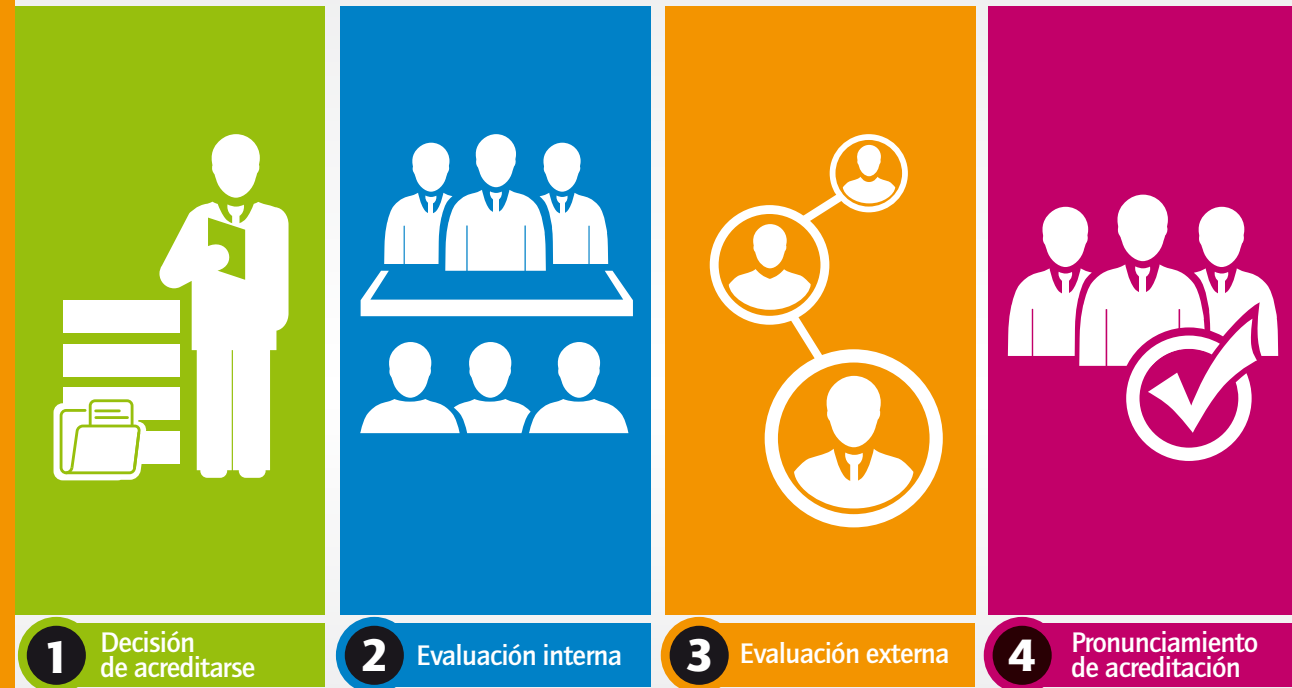 1
Decisión
de acreditarse
2
Evaluación interna
3
Evaluación externa
4
Pronunciamiento
de acreditación